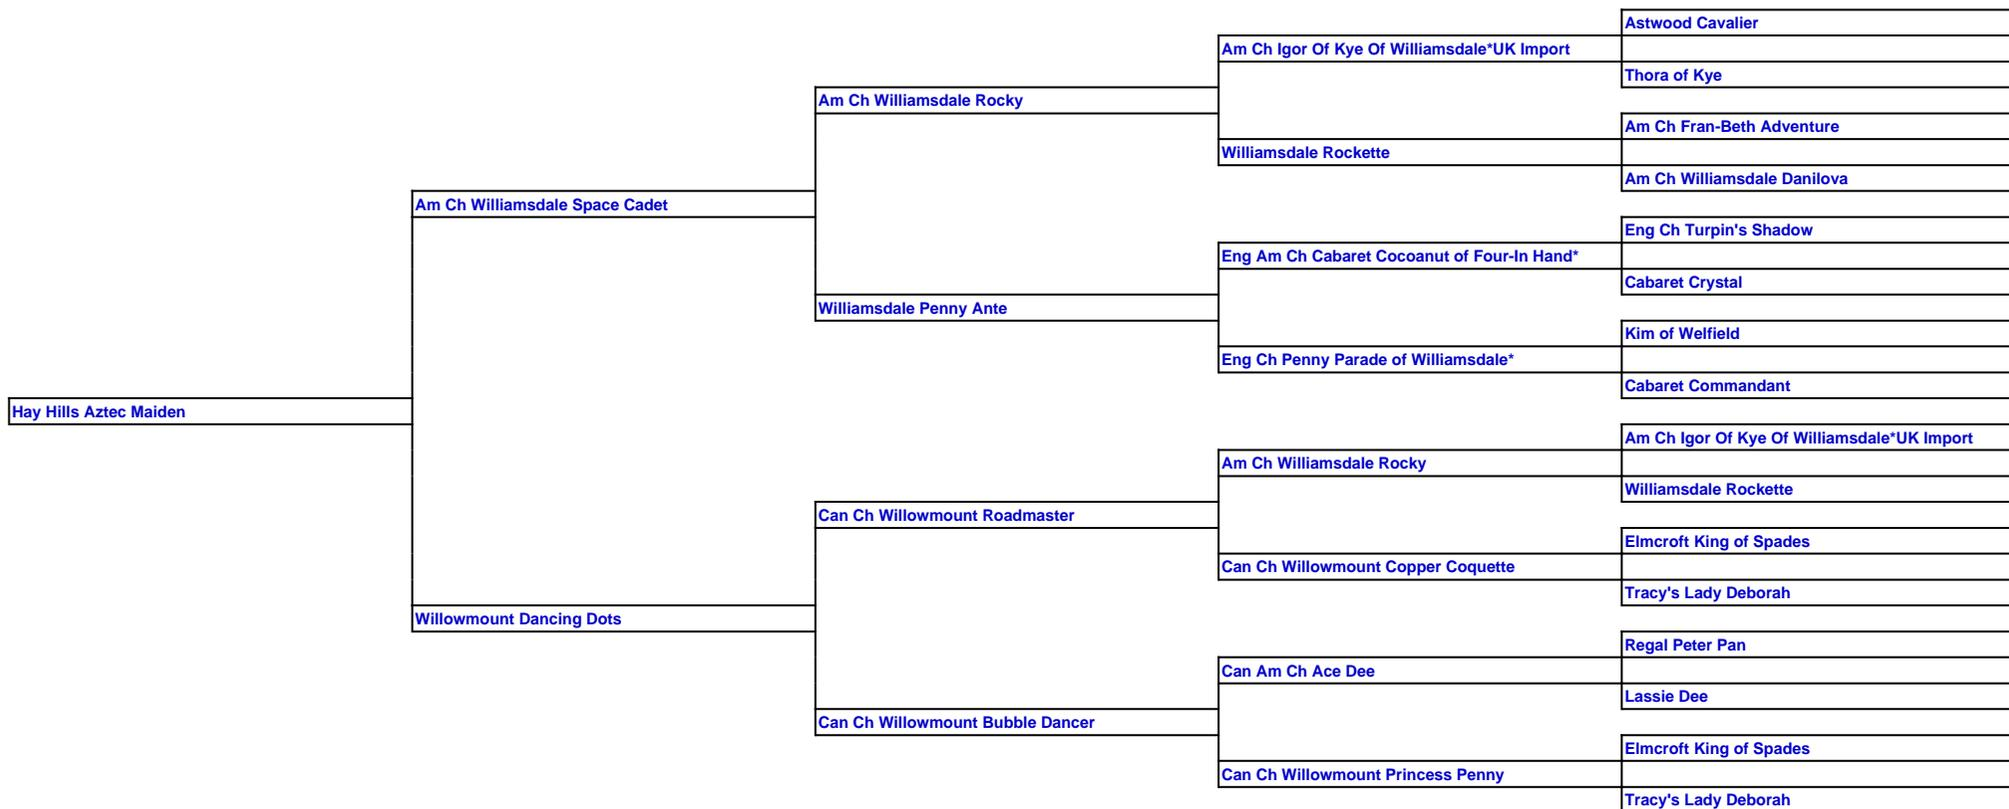 Astwood Cavalier
Am Ch Igor Of Kye Of Williamsdale*UK Import
Thora of Kye
Am Ch Williamsdale Rocky
Am Ch Fran-Beth Adventure
Williamsdale Rockette
Am Ch Williamsdale Danilova
Am Ch Williamsdale Space Cadet
Eng Ch Turpin's Shadow
Eng Am Ch Cabaret Cocoanut of Four-In Hand*
Cabaret Crystal
Williamsdale Penny Ante
Kim of Welfield
Eng Ch Penny Parade of Williamsdale*
Cabaret Commandant
Hay Hills Aztec Maiden
Am Ch Igor Of Kye Of Williamsdale*UK Import
Am Ch Williamsdale Rocky
Williamsdale Rockette
Can Ch Willowmount Roadmaster
Elmcroft King of Spades
Can Ch Willowmount Copper Coquette
Tracy's Lady Deborah
Willowmount Dancing Dots
Regal Peter Pan
Can Am Ch Ace Dee
Lassie Dee
Can Ch Willowmount Bubble Dancer
Elmcroft King of Spades
Can Ch Willowmount Princess Penny
Tracy's Lady Deborah